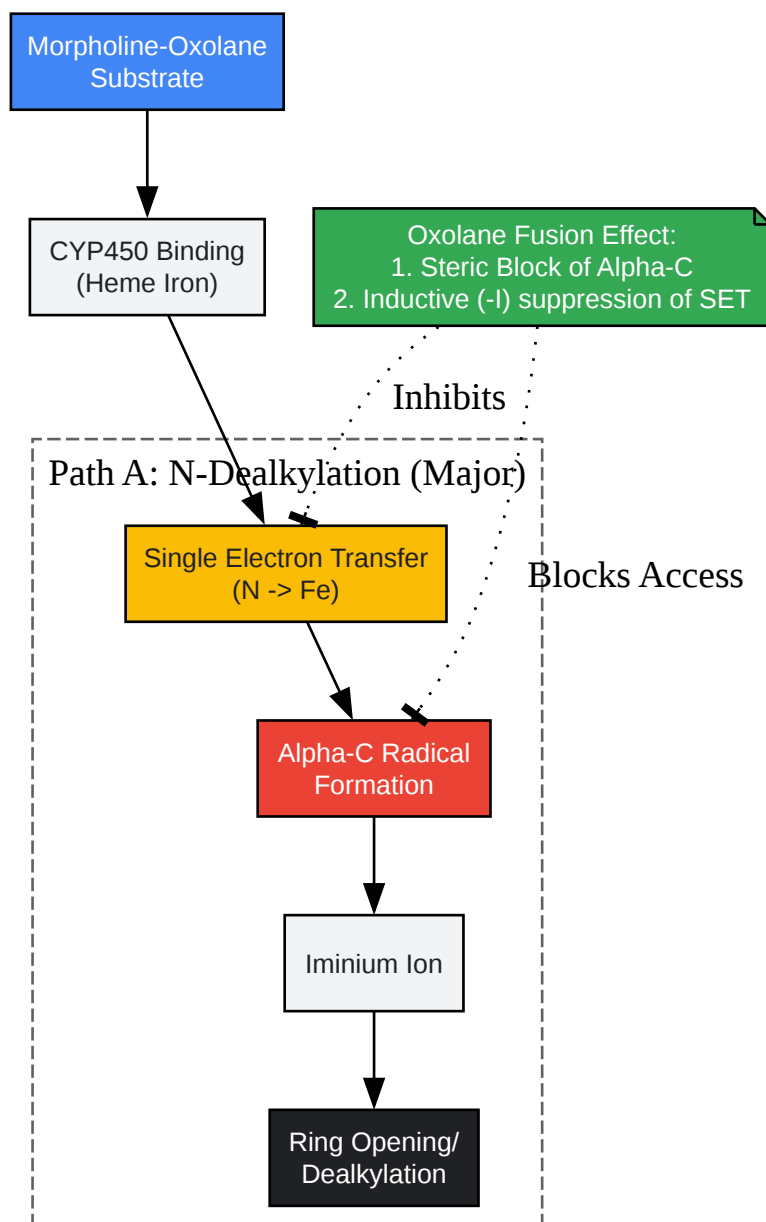 Morpholine-Oxolane
Substrate
CYP450 Binding
(Heme Iron)
Oxolane Fusion Effect:
1. Steric Block of Alpha-C
2. Inductive (-I) suppression of SET
Inhibits
Path A: N-Dealkylation (Major)
Single Electron Transfer
(N -> Fe)
Blocks Access
Alpha-C Radical
Formation
Iminium Ion
Ring Opening/
Dealkylation